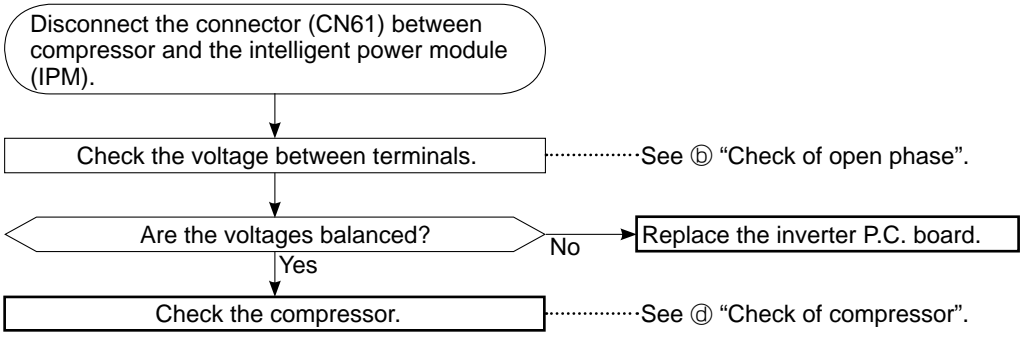 Disconnect the connector (CN61) between
compressor and the intelligent power module
(IPM).
Check the voltage between terminals.
See ⓑ “Check of open phase”.
Are the voltages balanced?
No
Replace the inverter P.C. board.
Yes
Check the compressor.
See ⓓ “Check of compressor”.